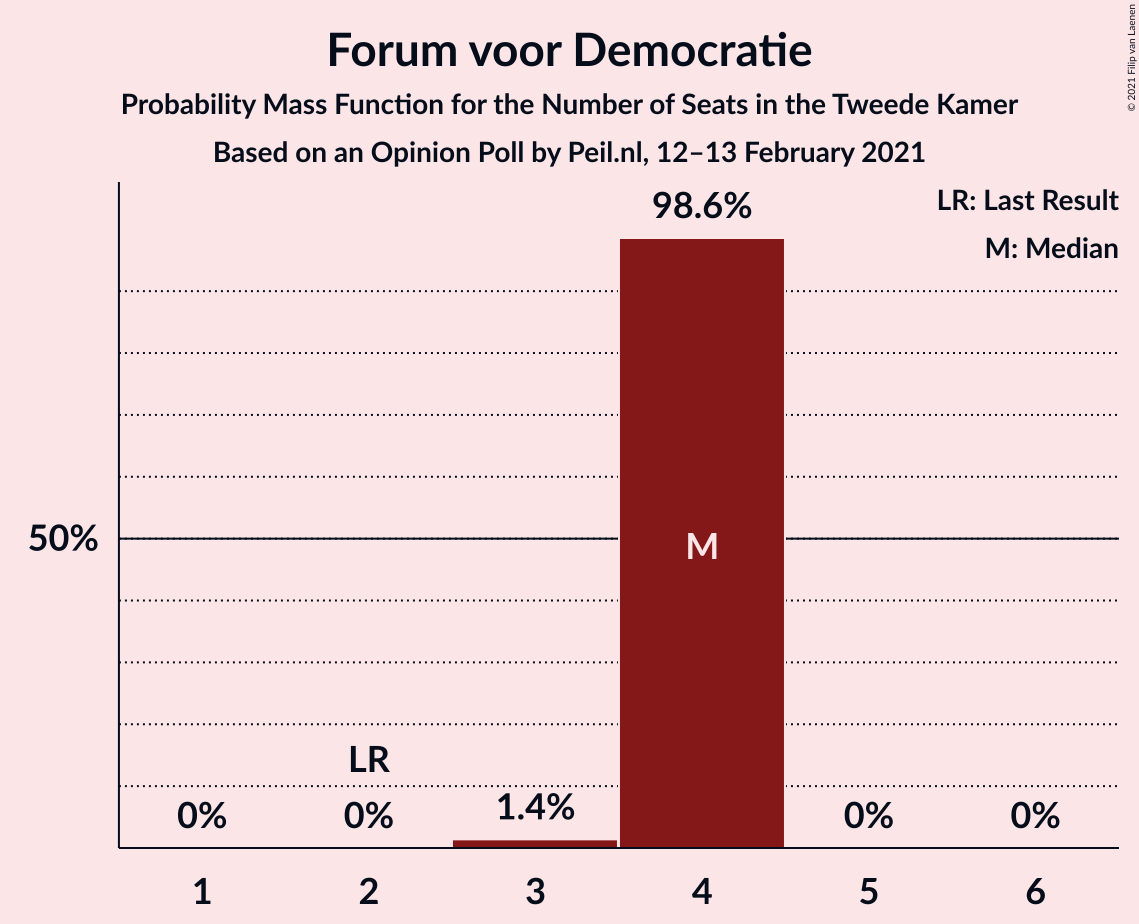 Forum voor Democratie
Probability Mass Function for the Number of Seats in the Tweede Kamer
Based on an Opinion Poll by Peil.nl, 12–13 February 2021
© 2021 Filip van Laenen
LR: Last Result
M: Median
98.6%
50%
M
LR
0%
0%
1.4%
0%
0%
1
2
3
4
5
6